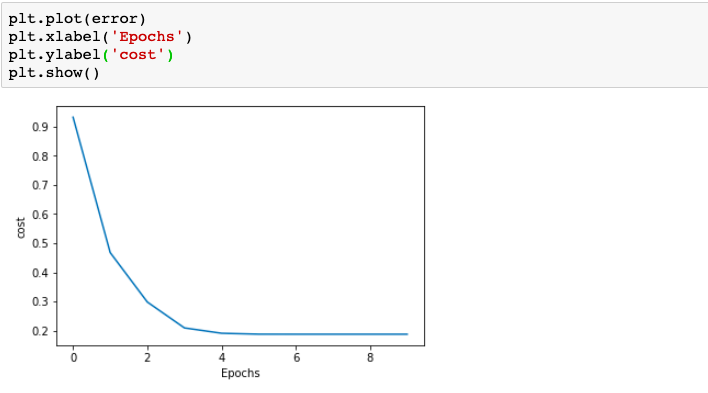 plt.plot(error)
plt.xlabel('Epochs')
plt.ylabel('cost')
plt.show()
0.9
0.8
0.7
0.6
0.5
0.4
0.3
0.2
cost
0 2 4 6 8
Epochs